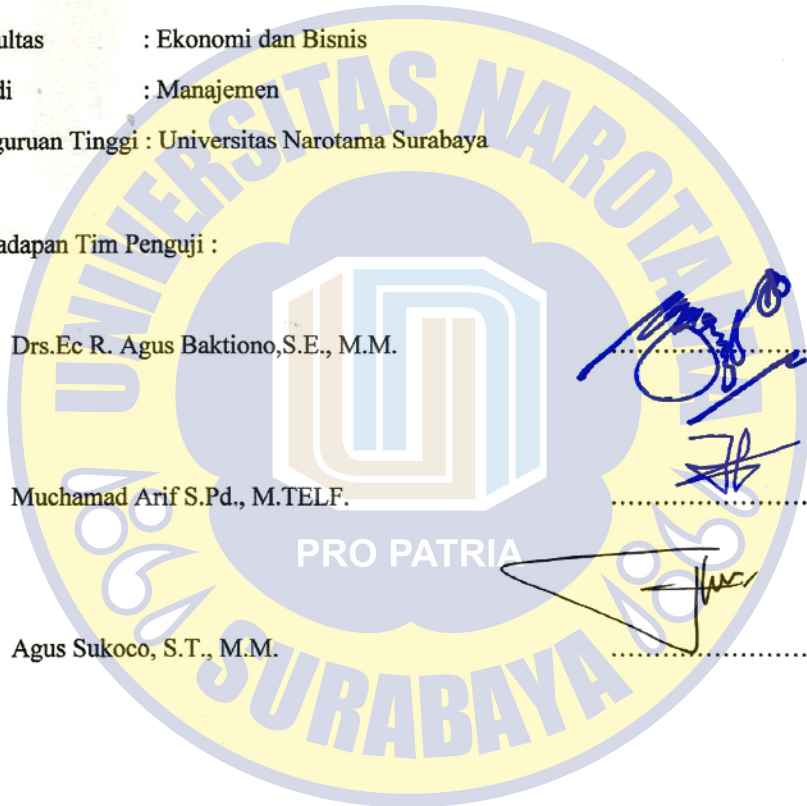 ultas : Ekonomi dan Bisnis
di : Manajemen
guruan Tinggi : Universitas Narotama Surabaya
adapan Tim Penguji :
Drs.Ec R. Agus Baktiono,S.E., M.M. ....................
Muchamad Arif S.Pd., M.TELF. ....................
Agus Sukoco, S.T., M.M. ....................
UNIVERSITAS NAROTAMA
PRO PATRIA
SURABAYA